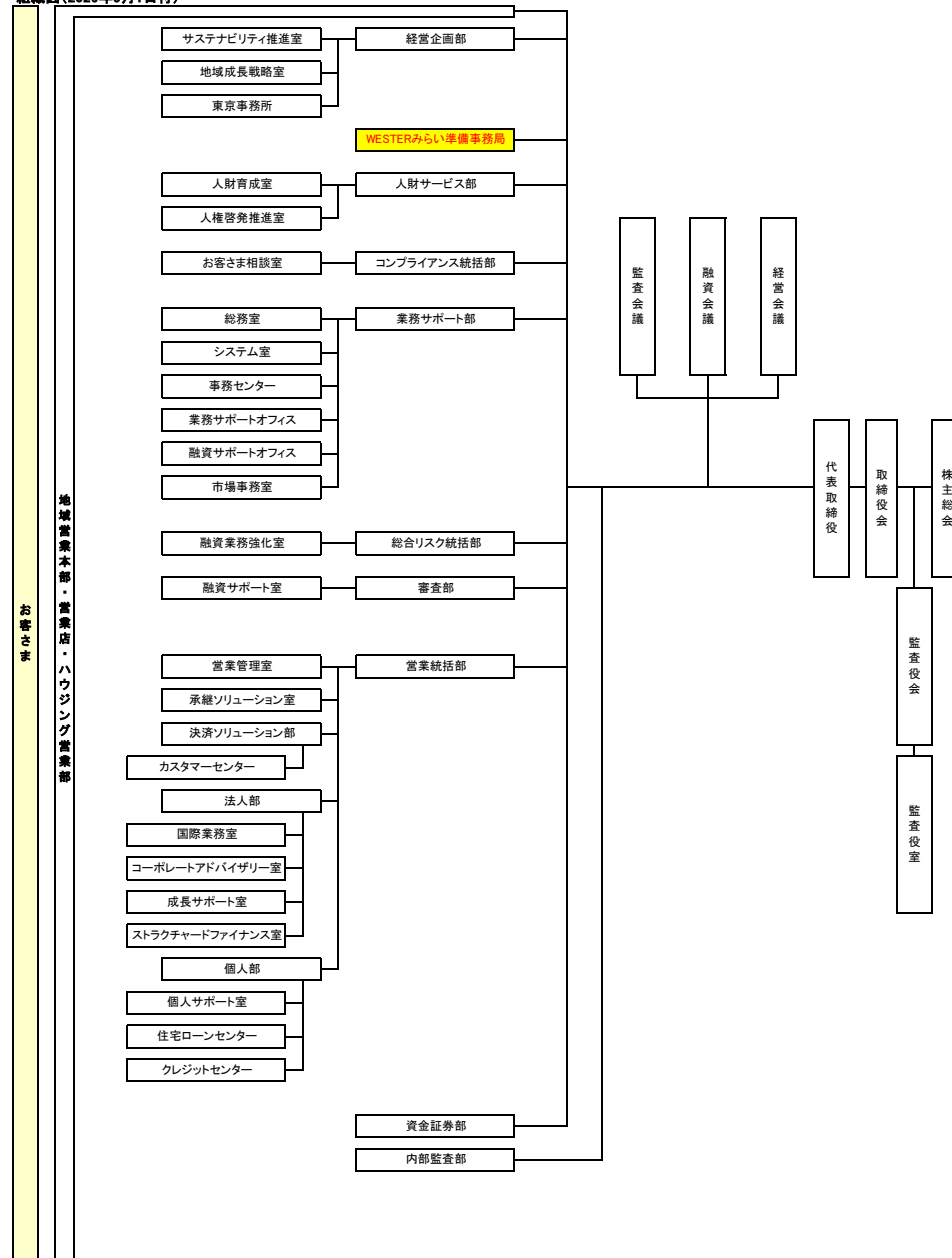 サステナビリティ推進室
経営企画部
地域成長戦略室
東京事務所
WESTERみらい準備事務局
人財育成室
人財サービス部
人権啓発推進室
お客さま相談室
コンプライアンス統括部
監査会議
融資会議
経営会議
総務室
業務サポート部
システム室
事務センター
業務サポートオフィス
融資サポートオフィス
市場事務室
代表取締役
取締役会
株主総会
お客さま
地域営業本部・営業店・ハウジング営業部
融資業務強化室
総合リスク統括部
融資サポート室
審査部
監査役会
営業管理室
営業統括部
承継ソリューション室
決済ソリューション部
カスタマーセンター
法人部
監査役室
国際業務室
コーポレートアドバイザリー室
成長サポート室
ストラクチャードファイナンス室
個人部
個人サポート室
住宅ローンセンター
クレジットセンター
資金証券部
内部監査部